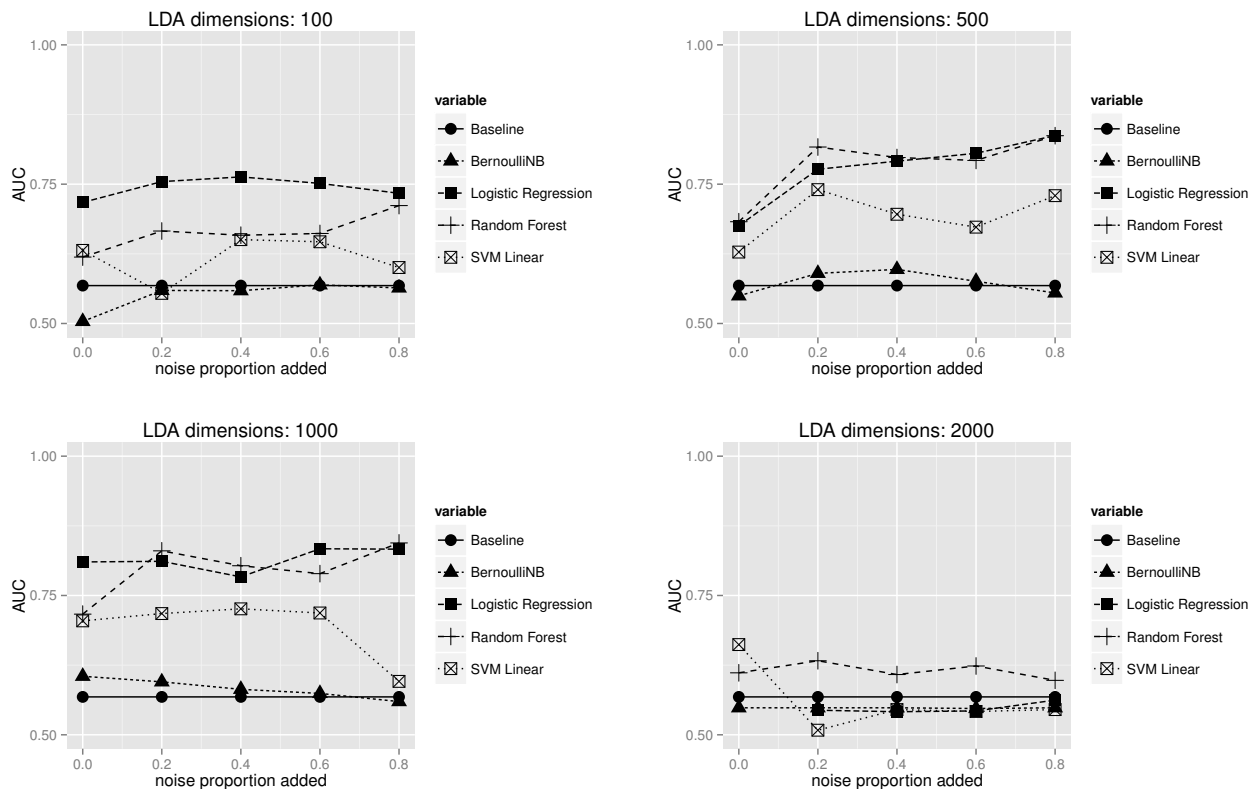 LDA dimensions: 100
1.00
0.75
0.50
AUC
0.0 0.2 0.4 0.6 0.8
noise proportion added
variable
Baseline
BernoulliNB
Logistic Regression
Random Forest
SVM Linear
LDA dimensions: 500
1.00
0.75
0.50
AUC
0.0 0.2 0.4 0.6 0.8
noise proportion added
variable
Baseline
BernoulliNB
Logistic Regression
Random Forest
SVM Linear
LDA dimensions: 1000
1.00
0.75
0.50
AUC
0.0 0.2 0.4 0.6 0.8
noise proportion added
variable
Baseline
BernoulliNB
Logistic Regression
Random Forest
SVM Linear
LDA dimensions: 2000
1.00
0.75
0.50
AUC
0.0 0.2 0.4 0.6 0.8
noise proportion added
variable
Baseline
BernoulliNB
Logistic Regression
Random Forest
SVM Linear